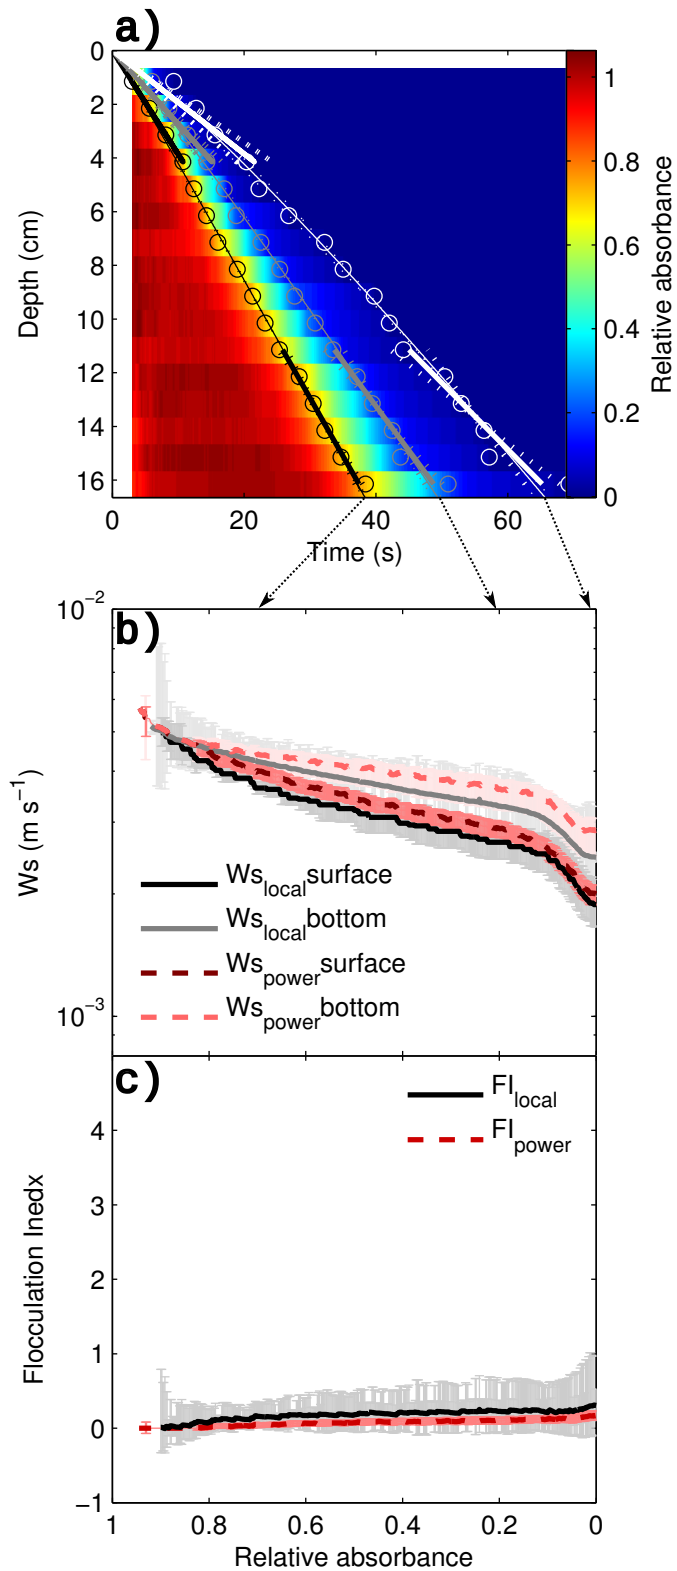 a)
0
2
4
6
8
10
12
14
16
Depth (cm)
0
20
40
60
Time (s)
1
0.8
0.6
0.4
0.2
0
Relative absorbance
b)
10⁻²
10⁻³
Ws (m s⁻¹)
Ws_local surface
Ws_local bottom
Ws_power surface
Ws_power bottom
c)
FI_local
FI_power
4
3
2
1
0
−1
Flocculation Inedx
1
0.8
0.6
0.4
0.2
0
Relative absorbance